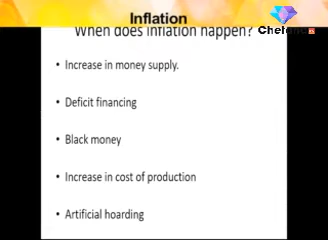 Inflation
When does inflation happen?
• Increase in money supply.
• Deficit financing
• Black money
• Increase in cost of production
• Artificial hoarding